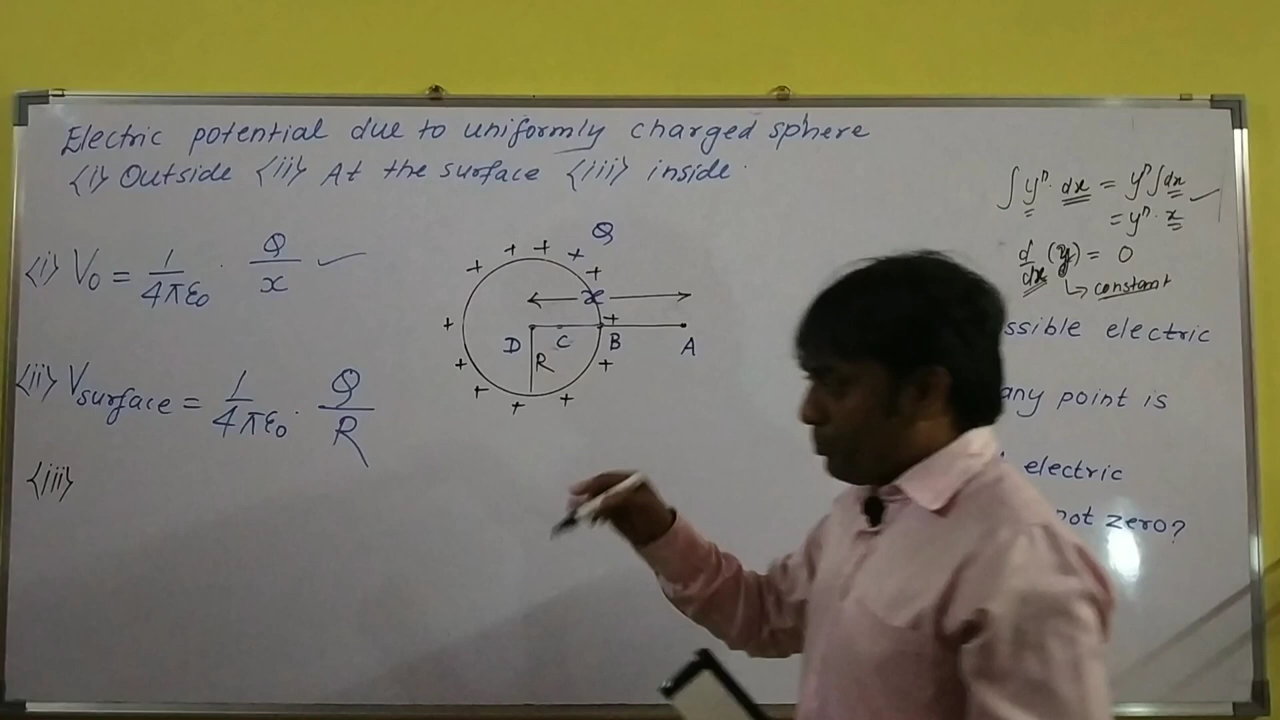 Electric potential due to uniformly charged sphere
<i> Outside <ii> At the surface <iii> inside.
<i> V₀ = 1/4πε₀ · Q/x ✓
<ii> Vsurface = 1/4πε₀ · Q/R
<iii>
Q
+ + + + + + + + + + + + +
x
D C B A
R
∫ yⁿ · dx = yⁿ ∫dx ✓
= yⁿ · x
d/dx (y) = 0
↳ constant
ssible electric
any point is
electric
not zero?